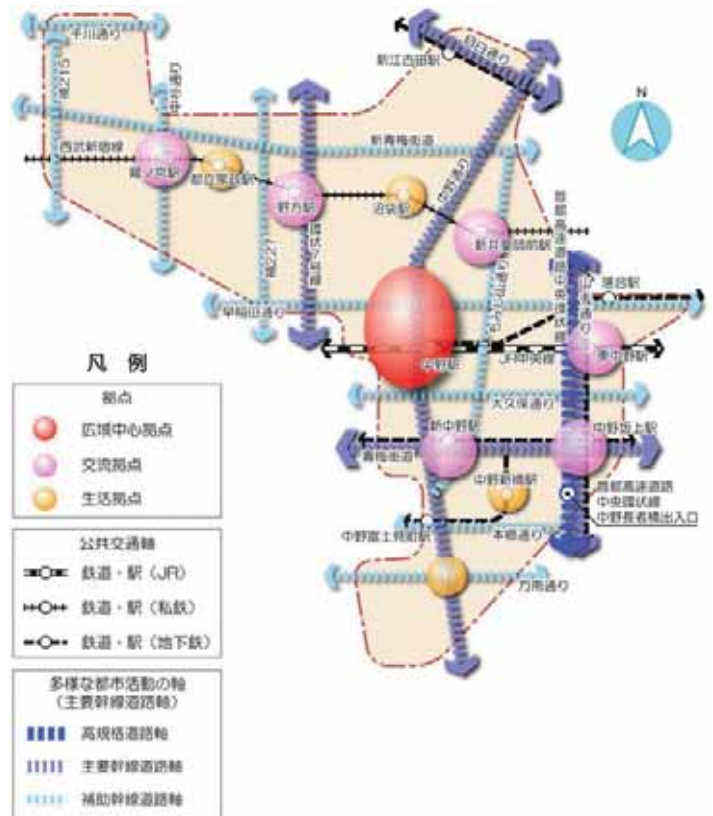 千川通り
補215
中杉通り
新江古田駅
目白通り
N
新青梅街道
西武新宿線
鷺ノ宮駅
都立家政駅
野方駅
沼袋駅
中野通り
新井薬師前駅
補227
環状7号線
首都高速道路中央環状線
山手通り
落合駅
早稲田通り
中野駅
JR中央線
東中野駅
大久保通り
新中野駅
中野坂上駅
青梅街道
中野新橋駅
首都高速道路
中央環状線
中野長者橋出入口
中野富士見町駅
本郷通り
方南通り
凡 例
拠点
広域中心拠点
交流拠点
生活拠点
公共交通軸
鉄道・駅（JR）
鉄道・駅（私鉄）
鉄道・駅（地下鉄）
多様な都市活動の軸
（主要幹線道路軸）
高規格道路軸
主要幹線道路軸
補助幹線道路軸